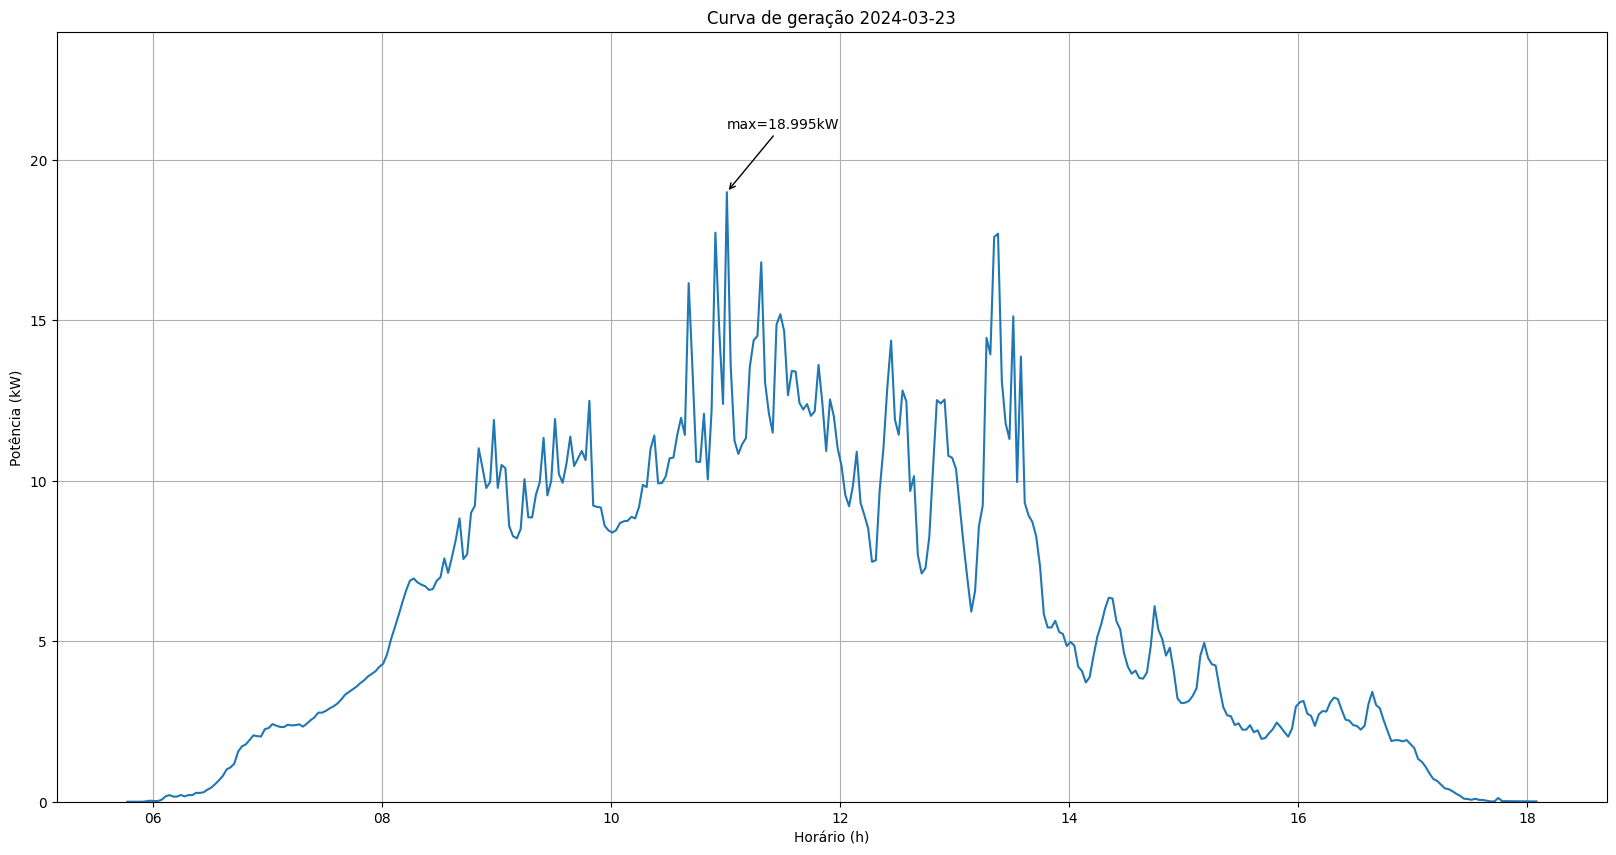 Curva de geração 2024-03-23
max=18.995kW
Potência (kW)
20
15
10
5
0
06 08 10 12 14 16 18
Horário (h)